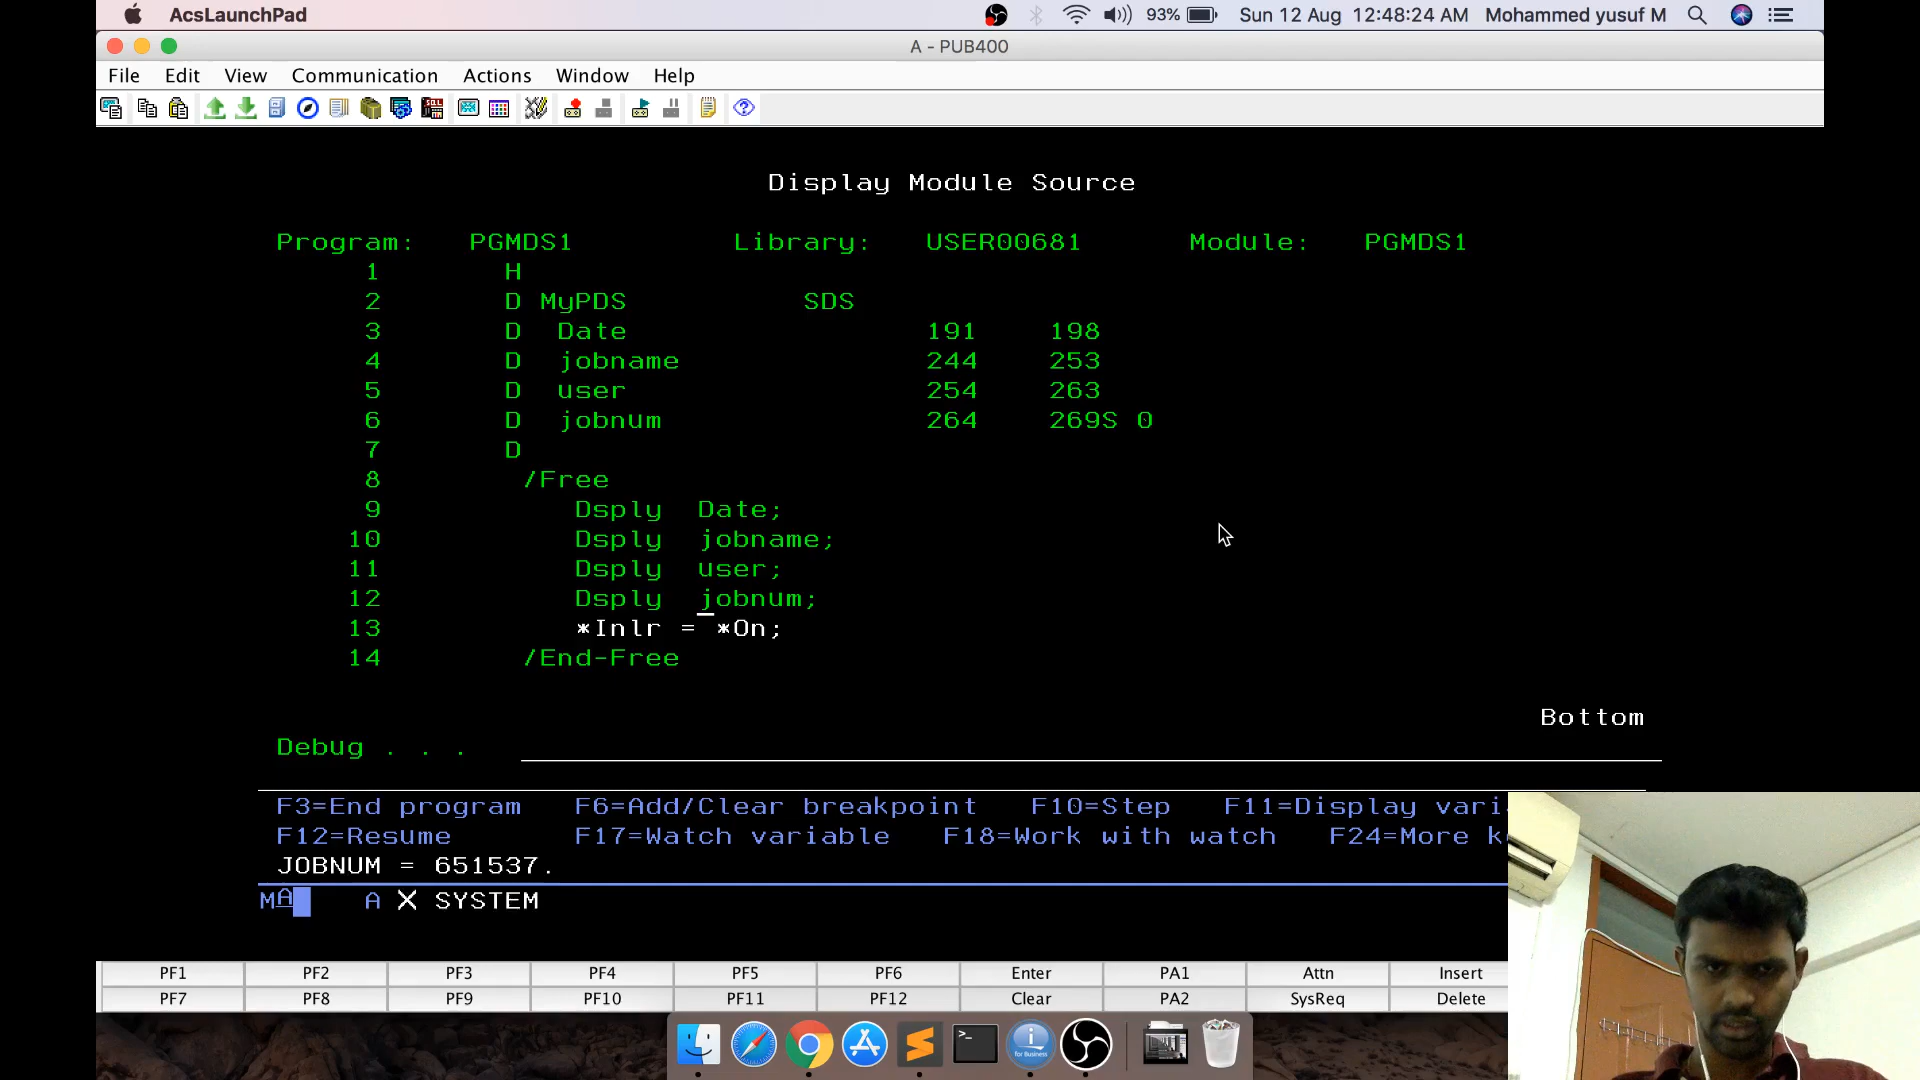 AcsLaunchPad 93% Sun 12 Aug 12:48:24 AM Mohammed yusuf M
A - PUB400
File Edit View Communication Actions Window Help
Display Module Source
Program: PGMDS1 Library: USER00681 Module: PGMDS1
1 H
2 D MyPDS SDS
3 D Date 191 198
4 D jobname 244 253
5 D user 254 263
6 D jobnum 264 269S 0
7 D
8 /Free
9 Dsply Date;
10 Dsply jobname;
11 Dsply user;
12 Dsply jobnum;
13 *Inlr = *On;
14 /End-Free
Bottom
Debug . . .
F3=End program F6=Add/Clear breakpoint F10=Step F11=Display vari
F12=Resume F17=Watch variable F18=Work with watch F24=More k
JOBNUM = 651537.
MA A X SYSTEM
PF1 PF2 PF3 PF4 PF5 PF6 Enter PA1 Attn Insert
PF7 PF8 PF9 PF10 PF11 PF12 Clear PA2 SysReq Delete
for Business